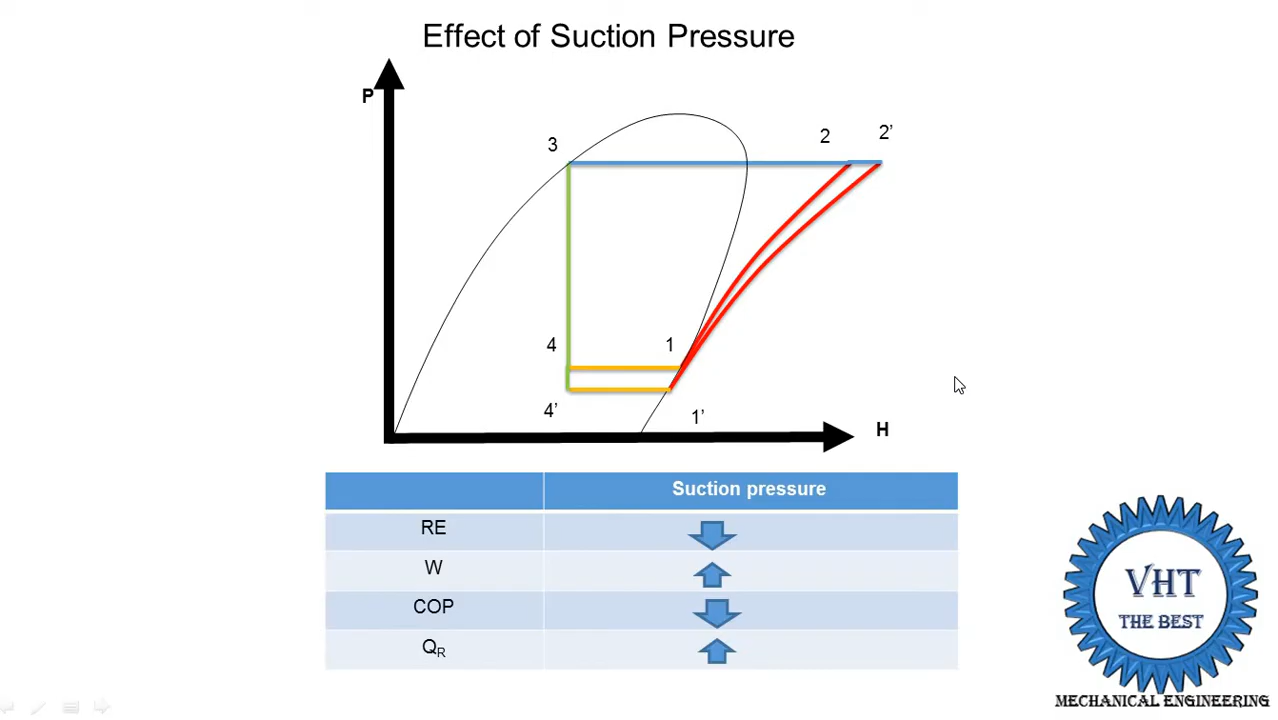 Effect of Suction Pressure
P
3
2
2’
4
1
4’
1’
H
Suction pressure
RE
W
COP
QR
VHT
THE BEST
MECHANICAL ENGINEERING